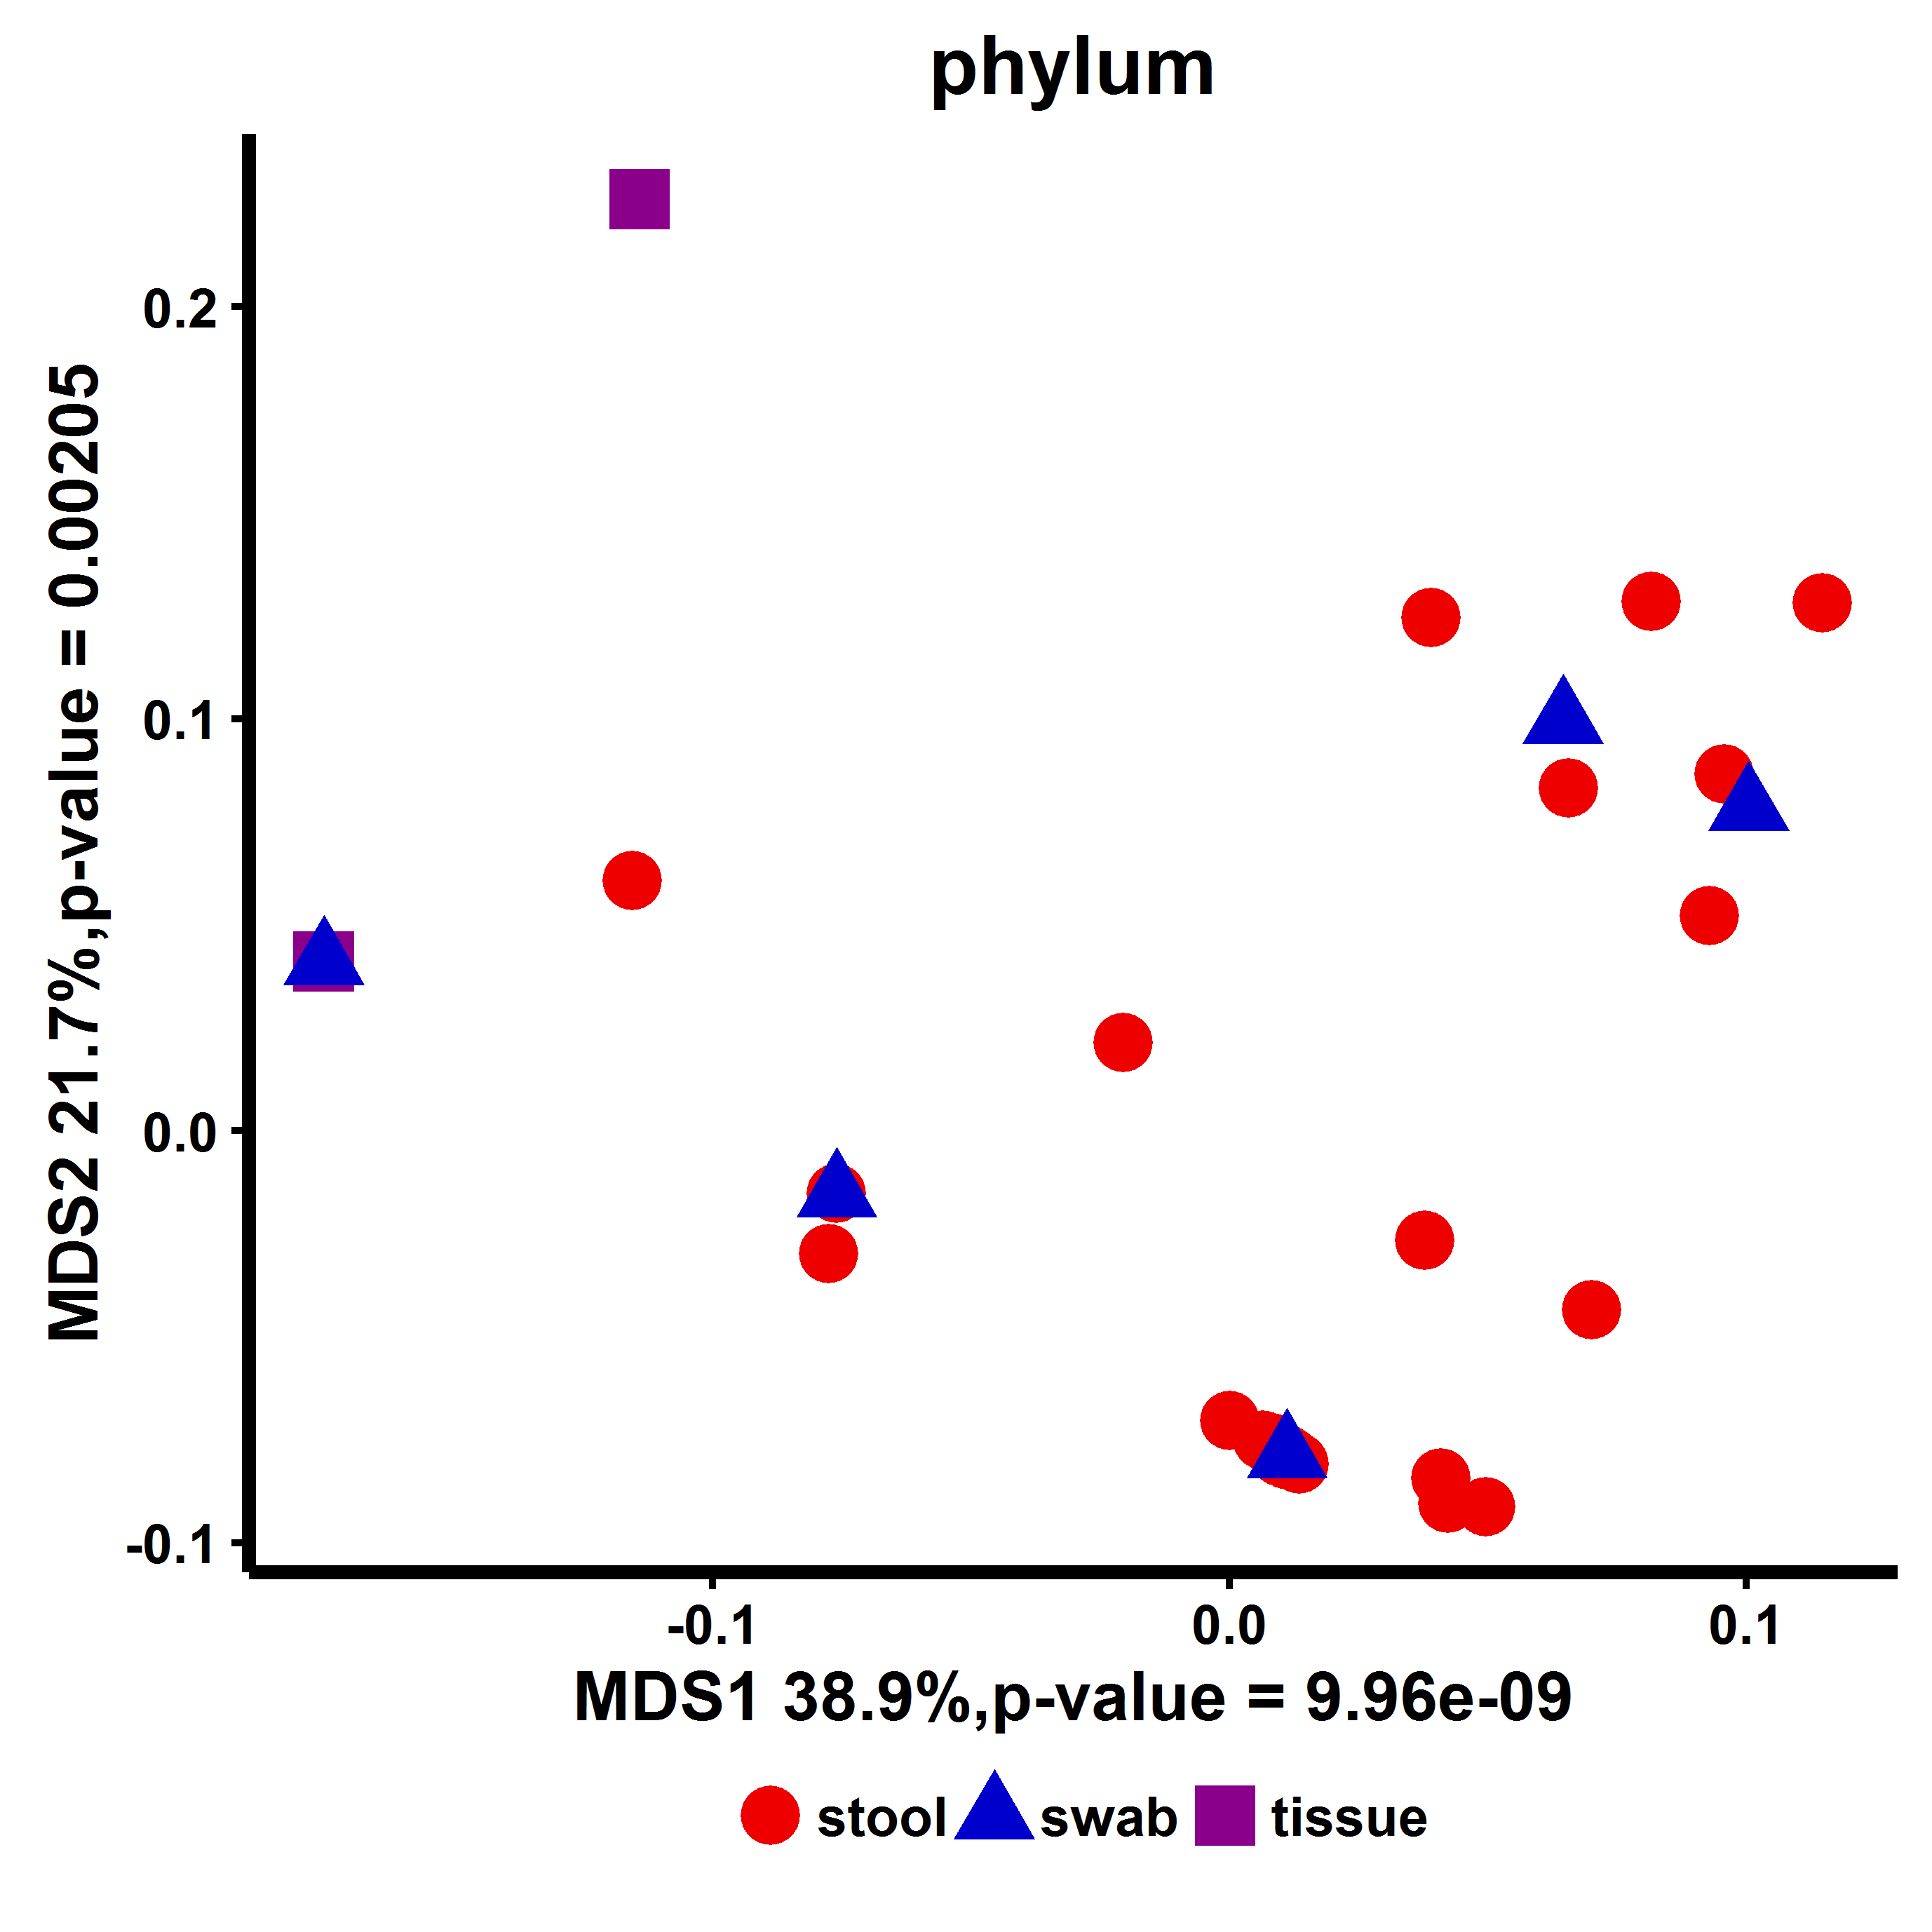 phylum
MDS2 21.7%,p-value = 0.00205
0.2
0.1
0.0
-0.1
-0.1 0.0 0.1
MDS1 38.9%,p-value = 9.96e-09
stool swab tissue